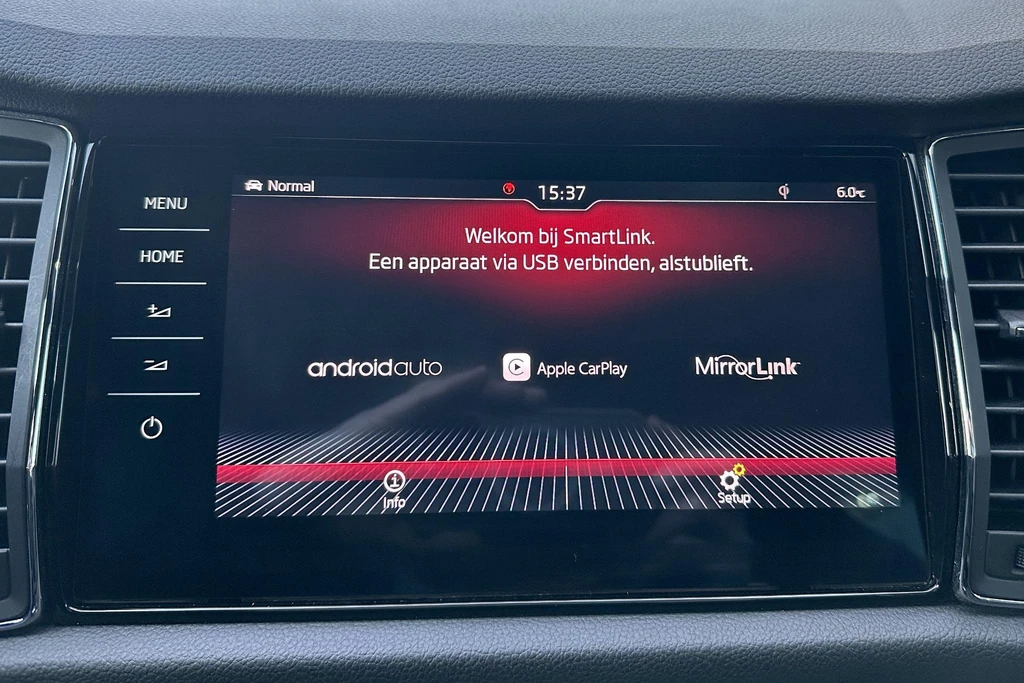 MENU
HOME
Normal
15:37
6.0°C
Welkom bij SmartLink.
Een apparaat via USB verbinden, alstublieft.
androidauto
Apple CarPlay
MirrorLink™
Info
Setup